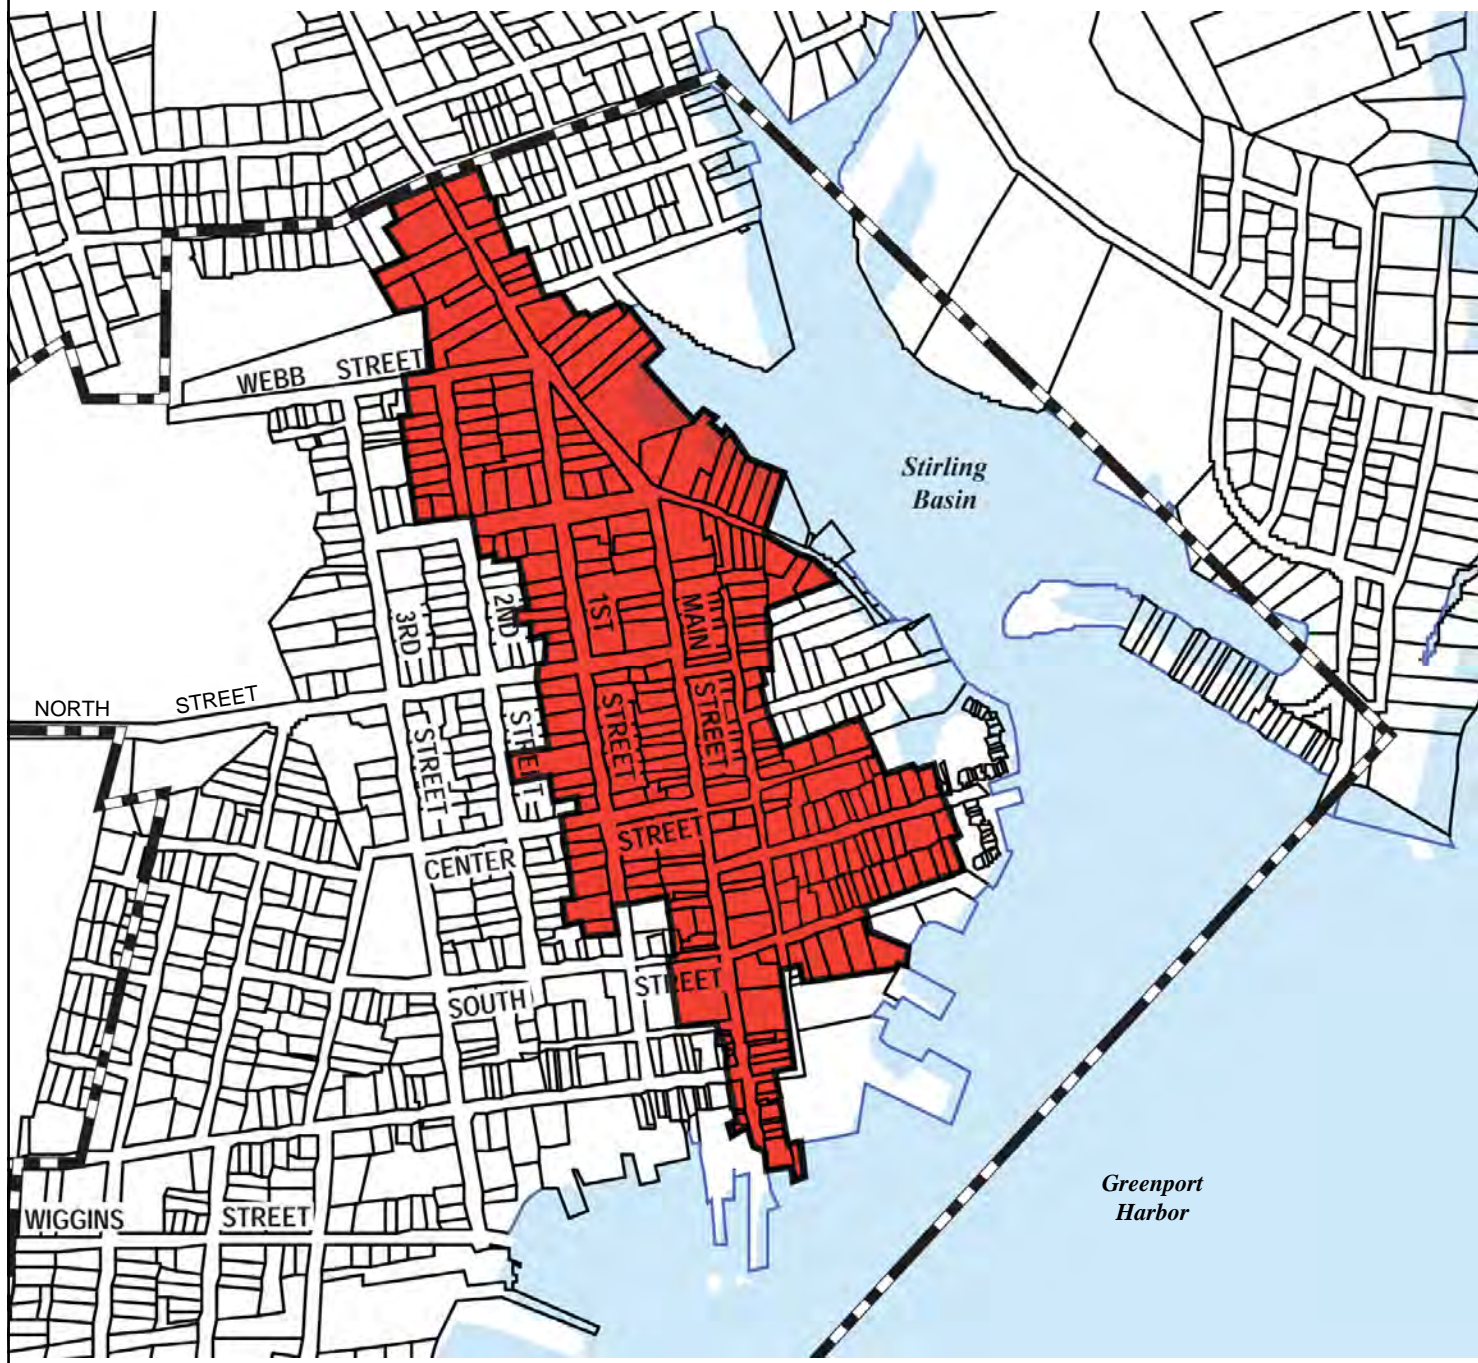 WEBB STREET
Stirling
Basin
3RD
STREET
2ND
STREET
1ST
STREET
MAIN
STREET
NORTH STREET
CENTER STREET
SOUTH STREET
Greenport
Harbor
WIGGINS STREET